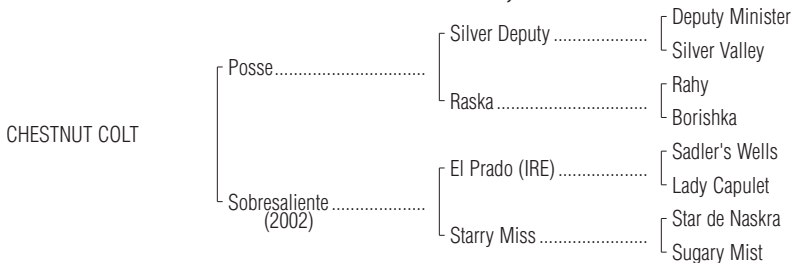 CHESTNUT COLT
Posse
Silver Deputy
Deputy Minister
Silver Valley
Raska
Rahy
Borishka
Sobresaliente
(2002)
El Prado (IRE)
Sadler's Wells
Lady Capulet
Starry Miss
Star de Naskra
Sugary Mist